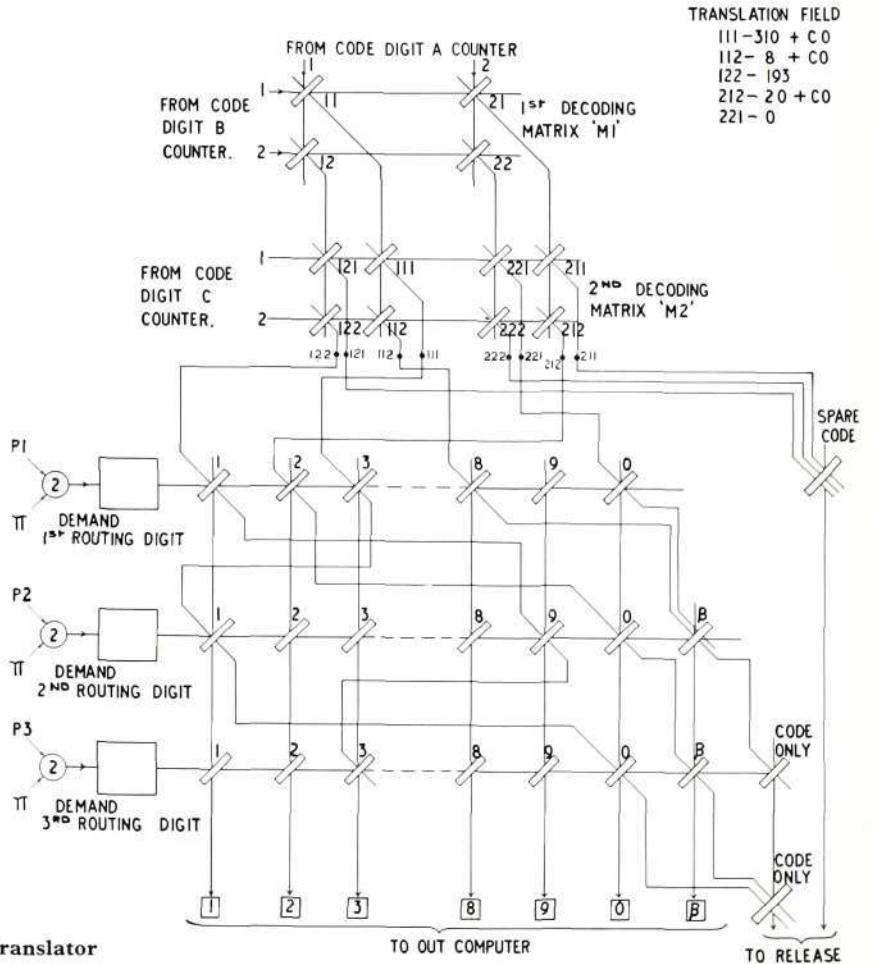 TRANSLATION FIELD
111-310 + CO
112- 8 + CO
122- 193
212- 20 + CO
221- 0
FROM CODE DIGIT A COUNTER
1 2
1 11 21 1ST DECODING MATRIX 'M1'
FROM CODE DIGIT B COUNTER.
2 12 22
1 121 111 221 211
FROM CODE DIGIT C COUNTER.
2ND DECODING MATRIX 'M2'
2 122 112 222 212
122 121 112 111 222 221 212 211
SPARE CODE
P1 1 2 3 8 9 0
2
π
DEMAND 1ST ROUTING DIGIT
P2 1 2 3 8 9 0 β
2
π
DEMAND 2ND ROUTING DIGIT
P3 1 2 3 8 9 0 β CODE ONLY
2
π
DEMAND 3RD ROUTING DIGIT
CODE ONLY
1 2 3 8 9 0 β
ranslator
TO OUT COMPUTER
TO RELEASE